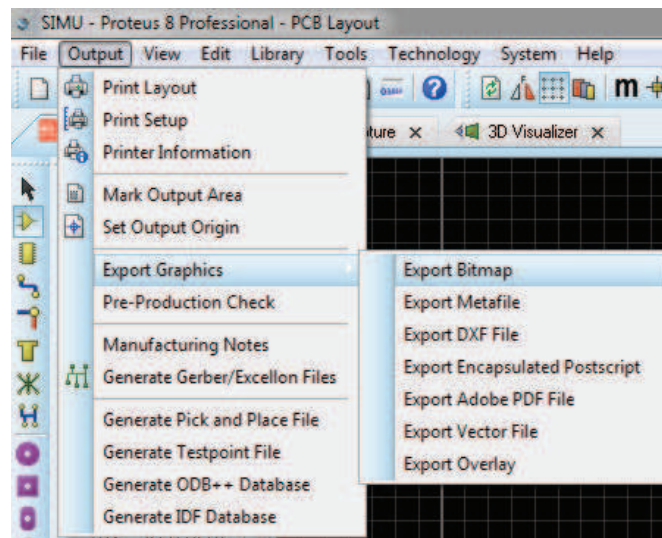 SIMU - Proteus 8 Professional - PCB Layout
File Output View Edit Library Tools Technology System Help
Print Layout
Print Setup
Printer Information
ture × 3D Visualizer ×
Mark Output Area
Set Output Origin
Export Graphics
Pre-Production Check
Manufacturing Notes
Generate Gerber/Excellon Files
Generate Pick and Place File
Generate Testpoint File
Generate ODB++ Database
Generate IDF Database
Export Bitmap
Export Metafile
Export DXF File
Export Encapsulated Postscript
Export Adobe PDF File
Export Vector File
Export Overlay